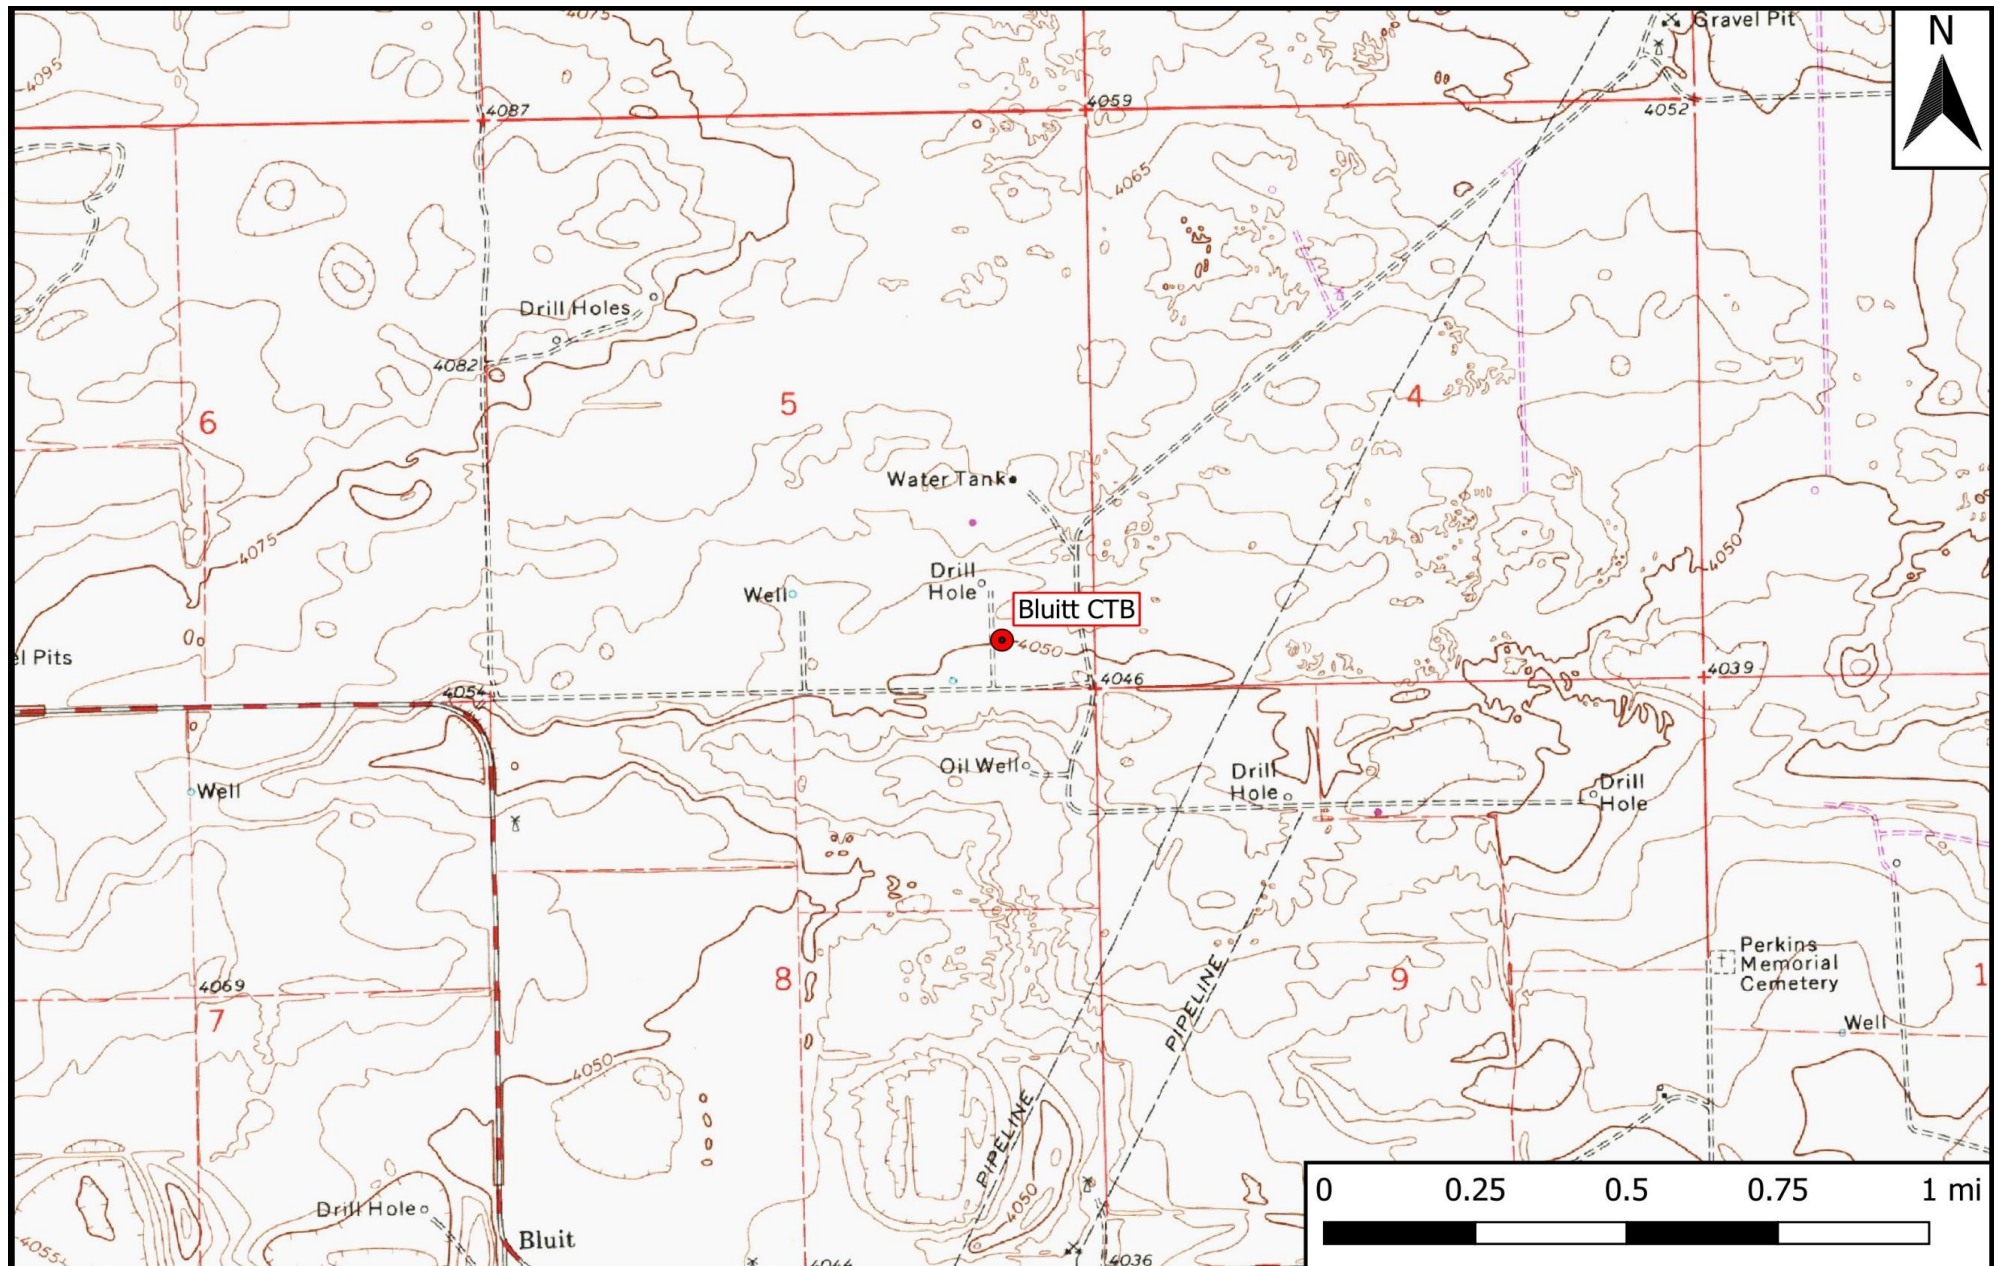 4075
Gravel Pit
N
4095
4087
4059
4052
4065
Drill Holes
4082
5
4
6
Water Tank
4075
4050
Drill
Hole
Well
Bluitt CTB
4050
el Pits
4054
4046
4039
Oil Well
Drill
Hole
Drill
Hole
Well
Perkins
Memorial
Cemetery
8
9
1
4069
7
PIPELINE
Well
4050
PIPELINE
4050
Drill Hole
Bluit
4055
4044
4036
0 0.25 0.5 0.75 1 mi